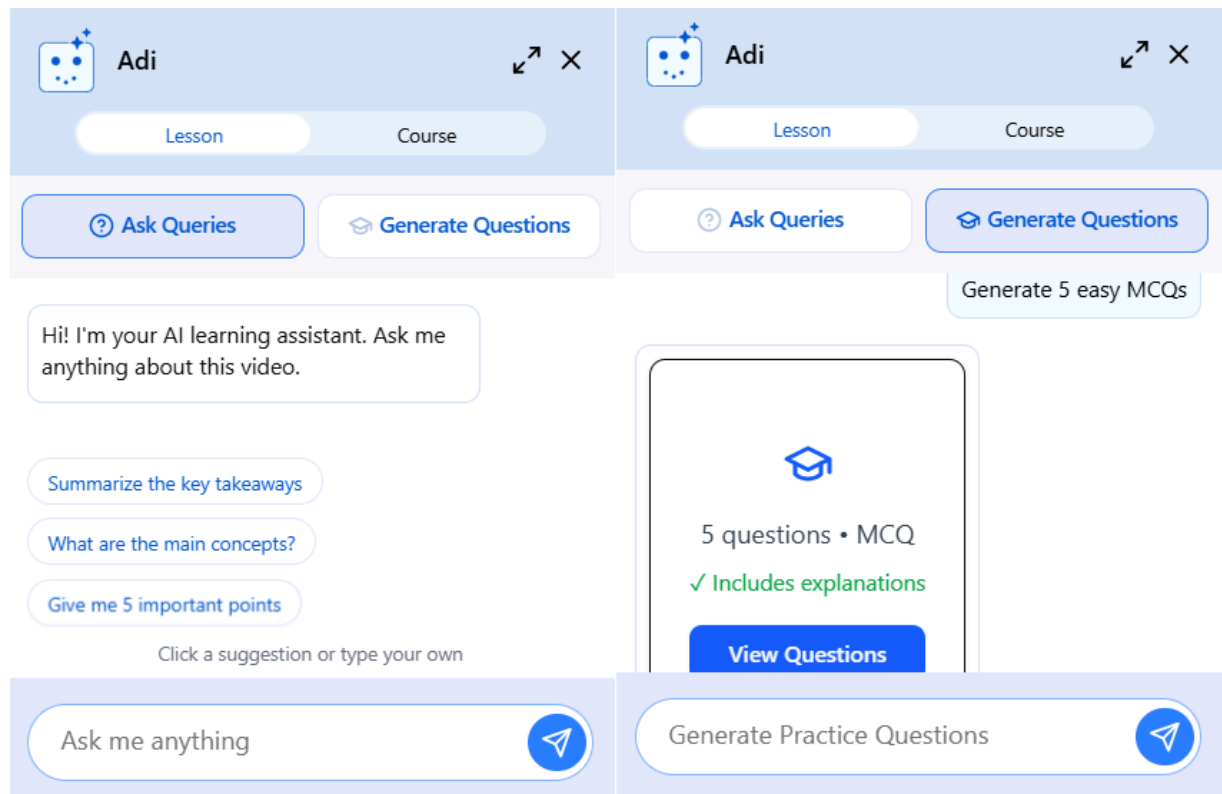 Adi
Lesson Course
Ask Queries Generate Questions
Hi! I'm your AI learning assistant. Ask me
anything about this video.
Summarize the key takeaways
What are the main concepts?
Give me 5 important points
Click a suggestion or type your own
Ask me anything
Adi
Lesson Course
Ask Queries Generate Questions
Generate 5 easy MCQs
5 questions • MCQ
✓ Includes explanations
View Questions
Generate Practice Questions